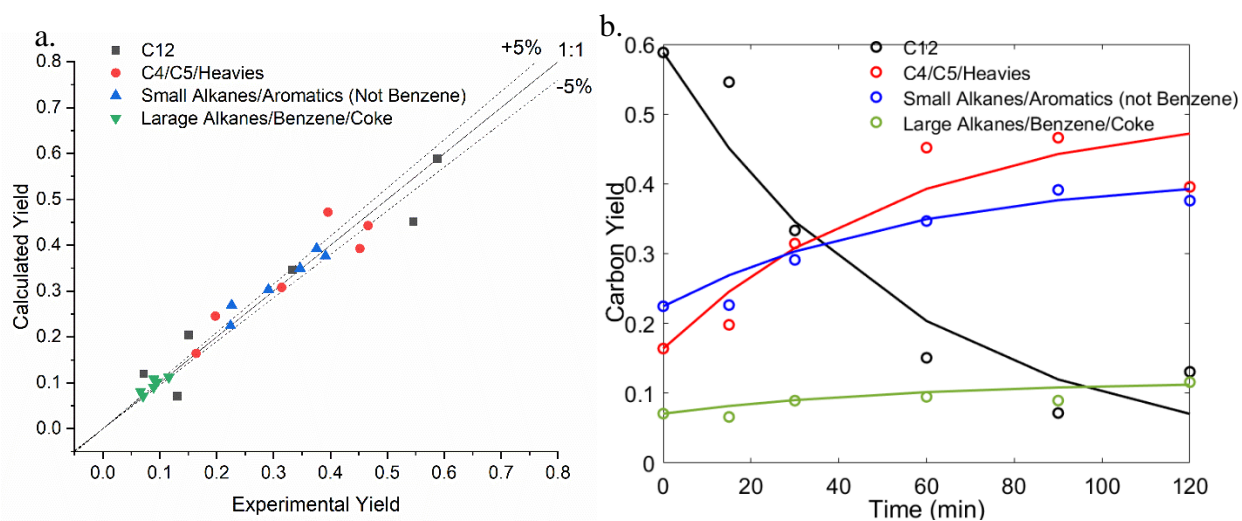 a.
C12
C4/C5/Heavies
Small Alkanes/Aromatics (Not Benzene)
Larage Alkanes/Benzene/Coke
+5%
1:1
-5%
0.8
0.7
0.6
0.5
0.4
0.3
0.2
0.1
0.0
Calculated Yield
0.0 0.1 0.2 0.3 0.4 0.5 0.6 0.7 0.8
Experimental Yield
b.
C12
C4/C5/Heavies
Small Alkanes/Aromatics (not Benzene)
Large Alkanes/Benzene/Coke
0.6
0.5
0.4
0.3
0.2
0.1
0
Carbon Yield
0 20 40 60 80 100 120
Time (min)